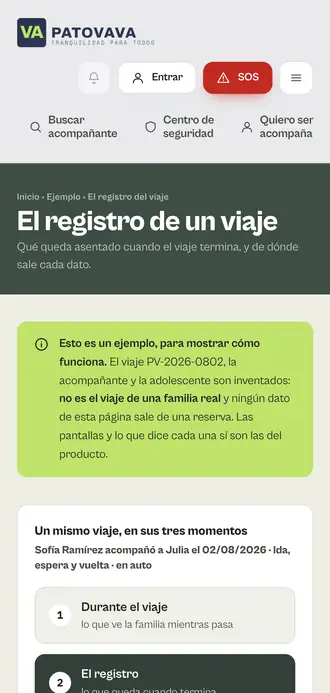 VA PATOVAVA
TRANQUILIDAD PARA TODOS
Entrar
SOS
Buscar
acompañante
Centro de
seguridad
Quiero ser
acompaña
Inicio › Ejemplo › El registro del viaje
El registro de un viaje
Qué queda asentado cuando el viaje termina, y de dónde
sale cada dato.
Esto es un ejemplo, para mostrar cómo
funciona. El viaje PV-2026-0802, la
acompañante y la adolescente son inventados:
no es el viaje de una familia real y ningún dato
de esta página sale de una reserva. Las
pantallas y lo que dice cada una sí son las del
producto.
Un mismo viaje, en sus tres momentos
Sofía Ramírez acompañó a Julia el 02/08/2026 · Ida,
espera y vuelta · en auto
1 Durante el viaje
lo que ve la familia mientras pasa
2 El registro
lo que queda cuando termina